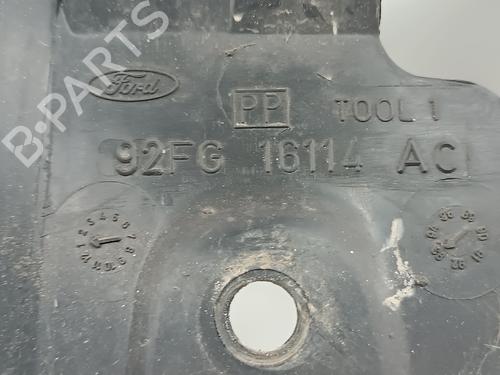 B-PARTS
Ford
PP TOOL 1
92FG 16114 AC